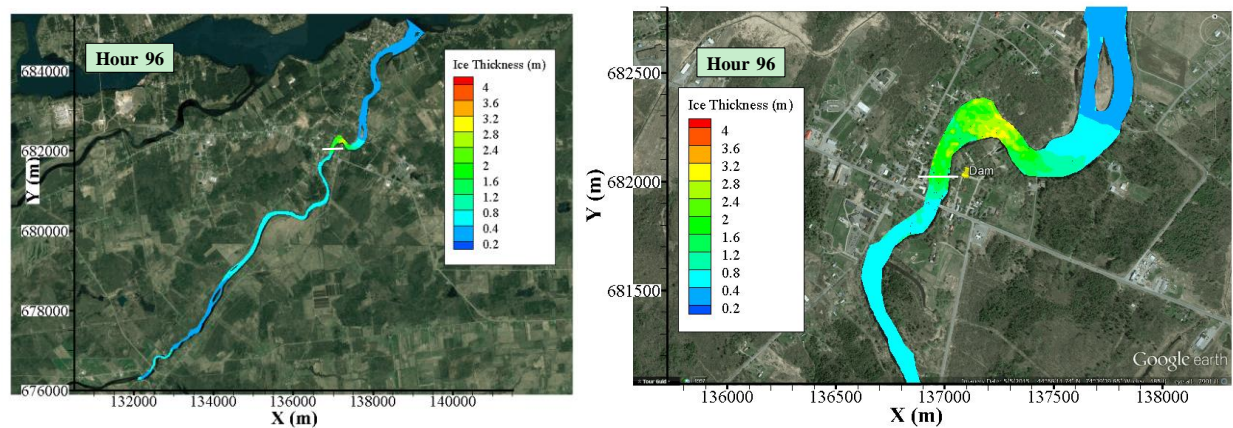 Hour 96
Ice Thickness (m)
4
3.6
3.2
2.8
2.4
2
1.6
1.2
0.8
0.4
0.2
Y (m)
684000
682000
680000
678000
676000
132000 134000 136000 138000 140000
X (m)
Hour 96
Ice Thickness (m)
4
3.6
3.2
2.8
2.4
2
1.6
1.2
0.8
0.4
0.2
Dam
Y (m)
682500
682000
681500
Google earth
Tour Guide
136000 136500 137000 137500 138000
X (m)